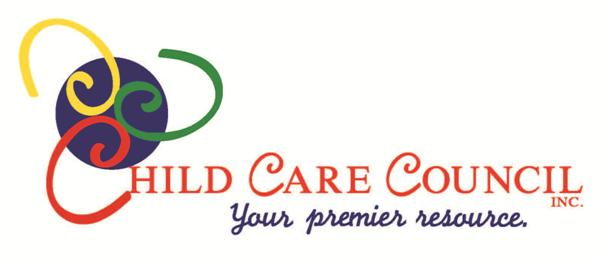 CHILD CARE COUNCIL
INC.
Your premier resource.